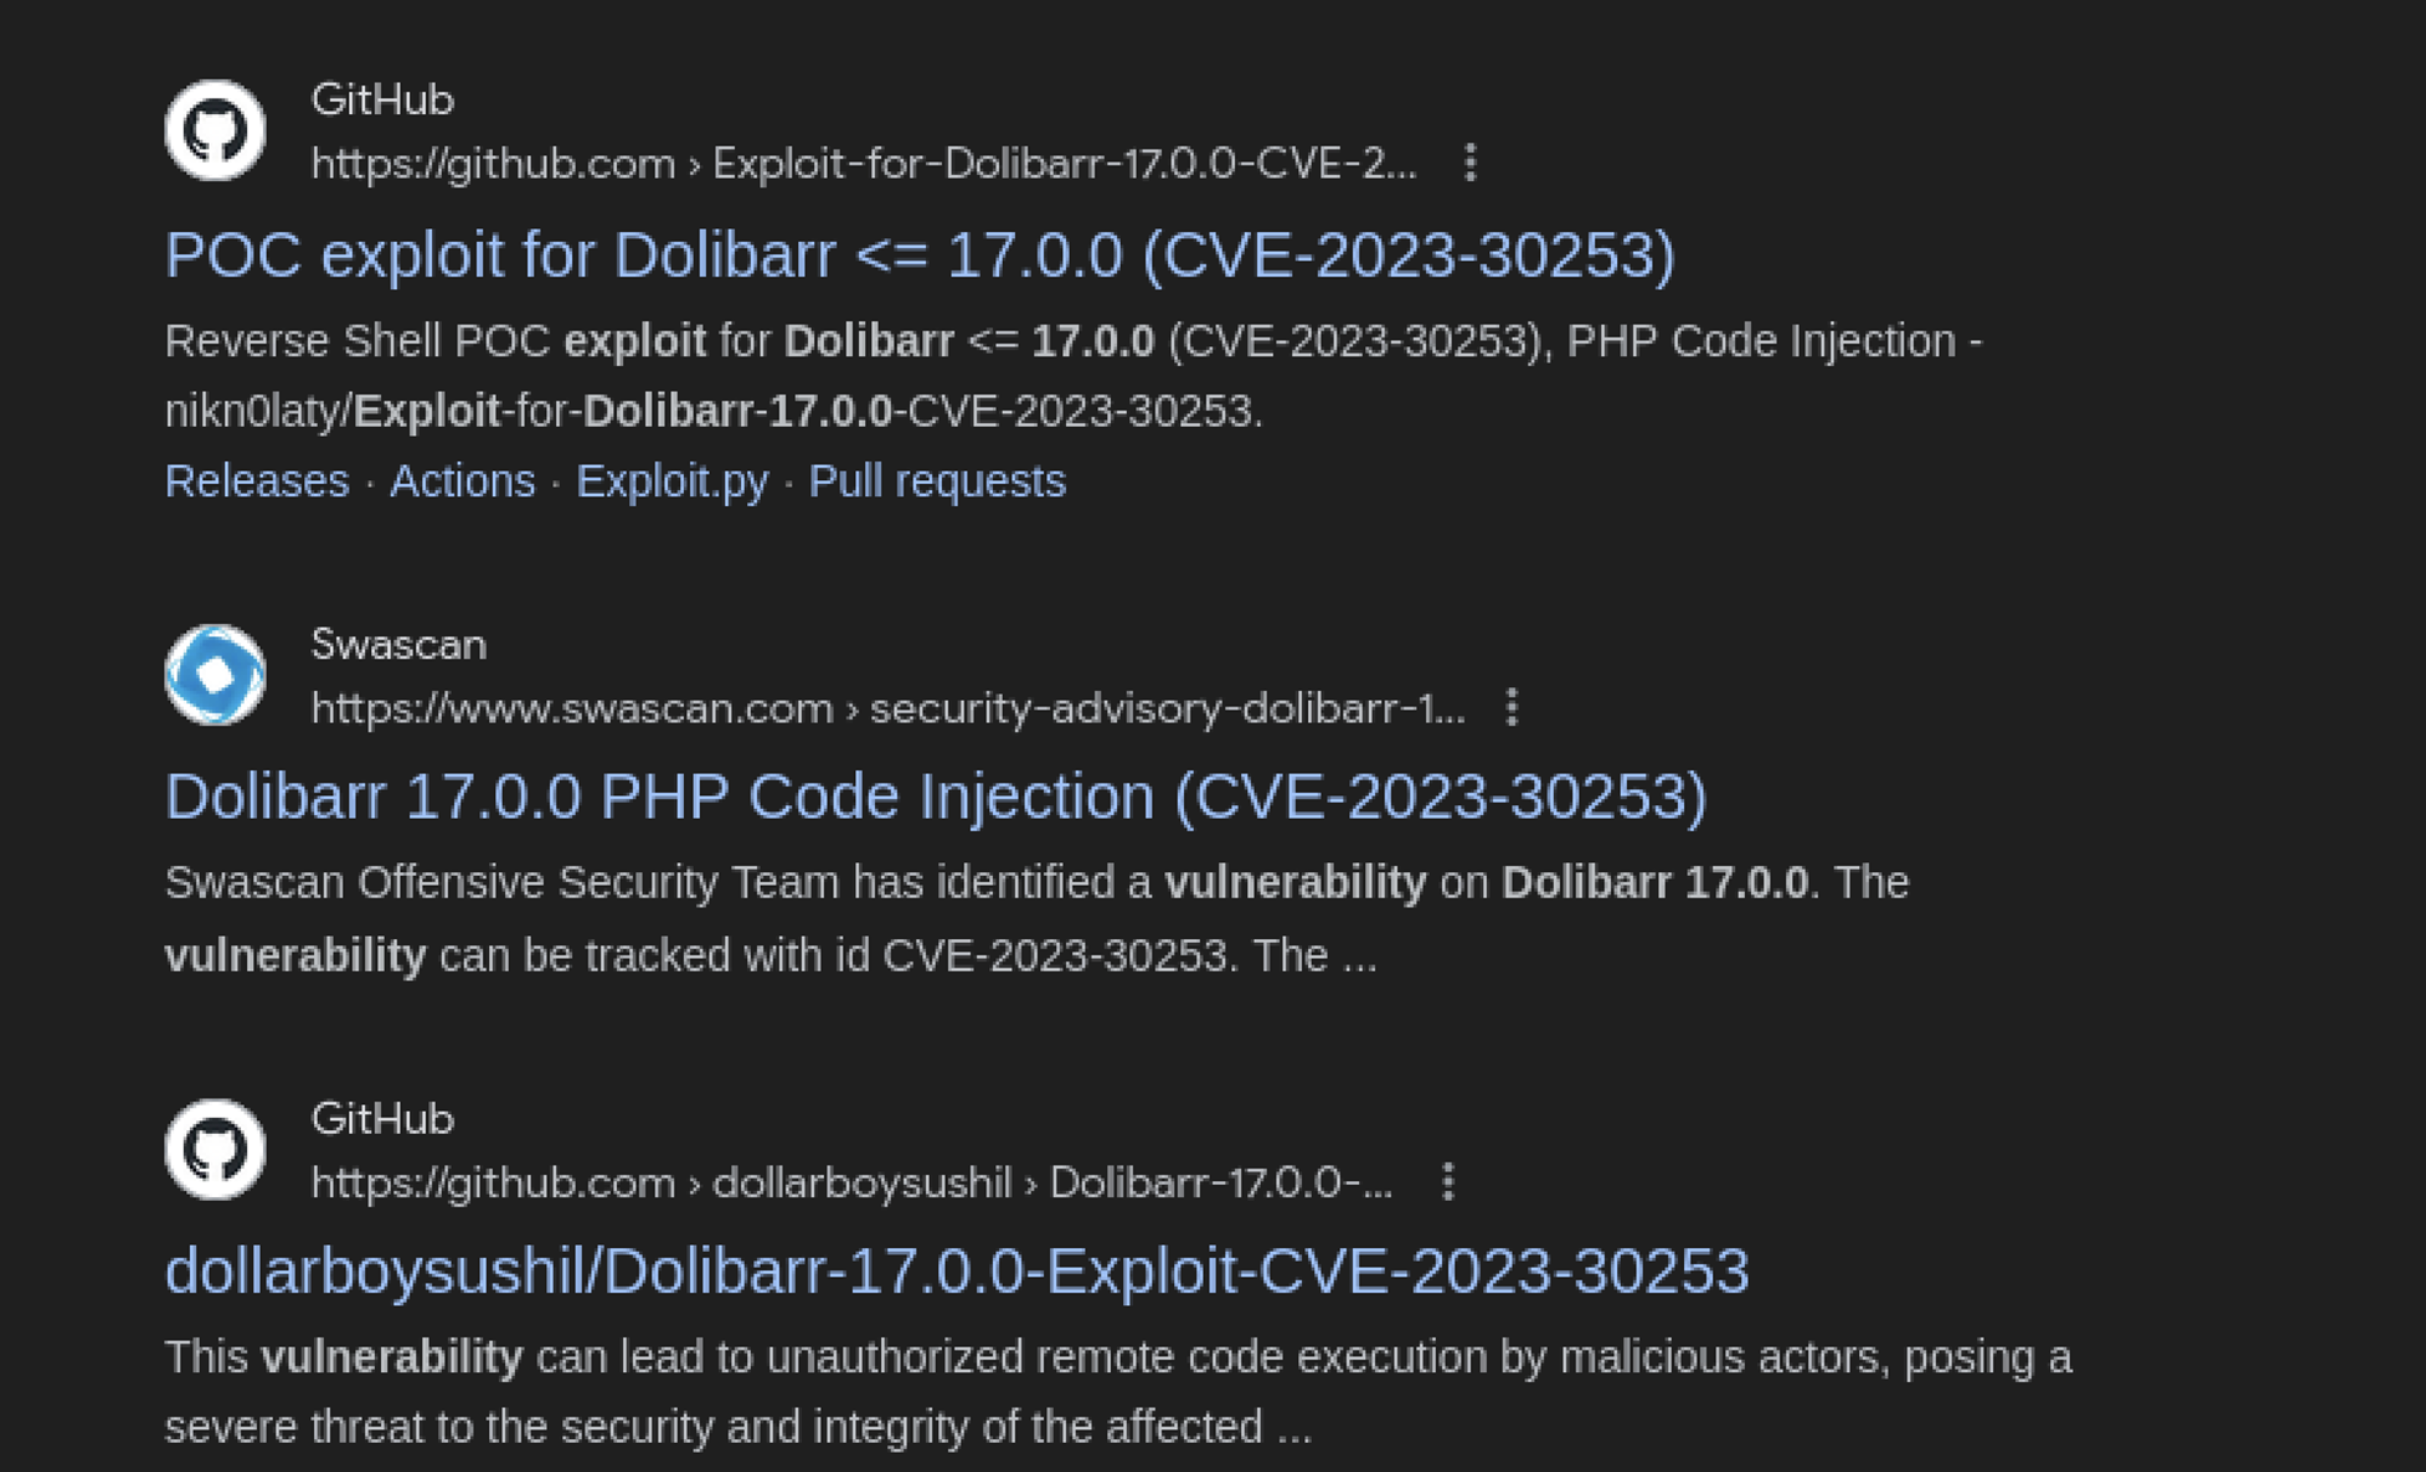 GitHub
https://github.com › Exploit-for-Dolibarr-17.0.0-CVE-2...
POC exploit for Dolibarr <= 17.0.0 (CVE-2023-30253)
Reverse Shell POC exploit for Dolibarr <= 17.0.0 (CVE-2023-30253), PHP Code Injection -
nikn0laty/Exploit-for-Dolibarr-17.0.0-CVE-2023-30253.
Releases · Actions · Exploit.py · Pull requests
Swascan
https://www.swascan.com › security-advisory-dolibarr-1...
Dolibarr 17.0.0 PHP Code Injection (CVE-2023-30253)
Swascan Offensive Security Team has identified a vulnerability on Dolibarr 17.0.0. The
vulnerability can be tracked with id CVE-2023-30253. The ...
GitHub
https://github.com › dollarboysushil › Dolibarr-17.0.0-...
dollarboysushil/Dolibarr-17.0.0-Exploit-CVE-2023-30253
This vulnerability can lead to unauthorized remote code execution by malicious actors, posing a
severe threat to the security and integrity of the affected ...